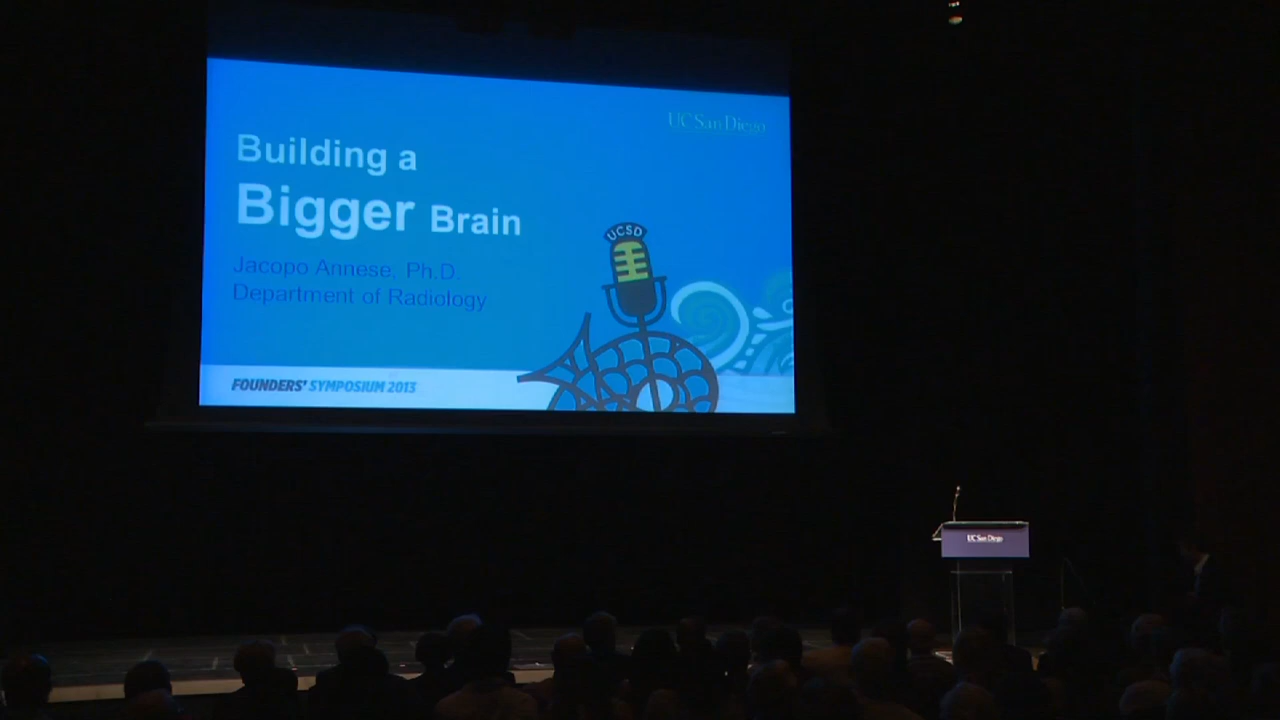 UC San Diego
Building a
Bigger Brain
Jacopo Annese, Ph.D.
Department of Radiology
UCSD
FOUNDERS' SYMPOSIUM 2013
UC San Diego